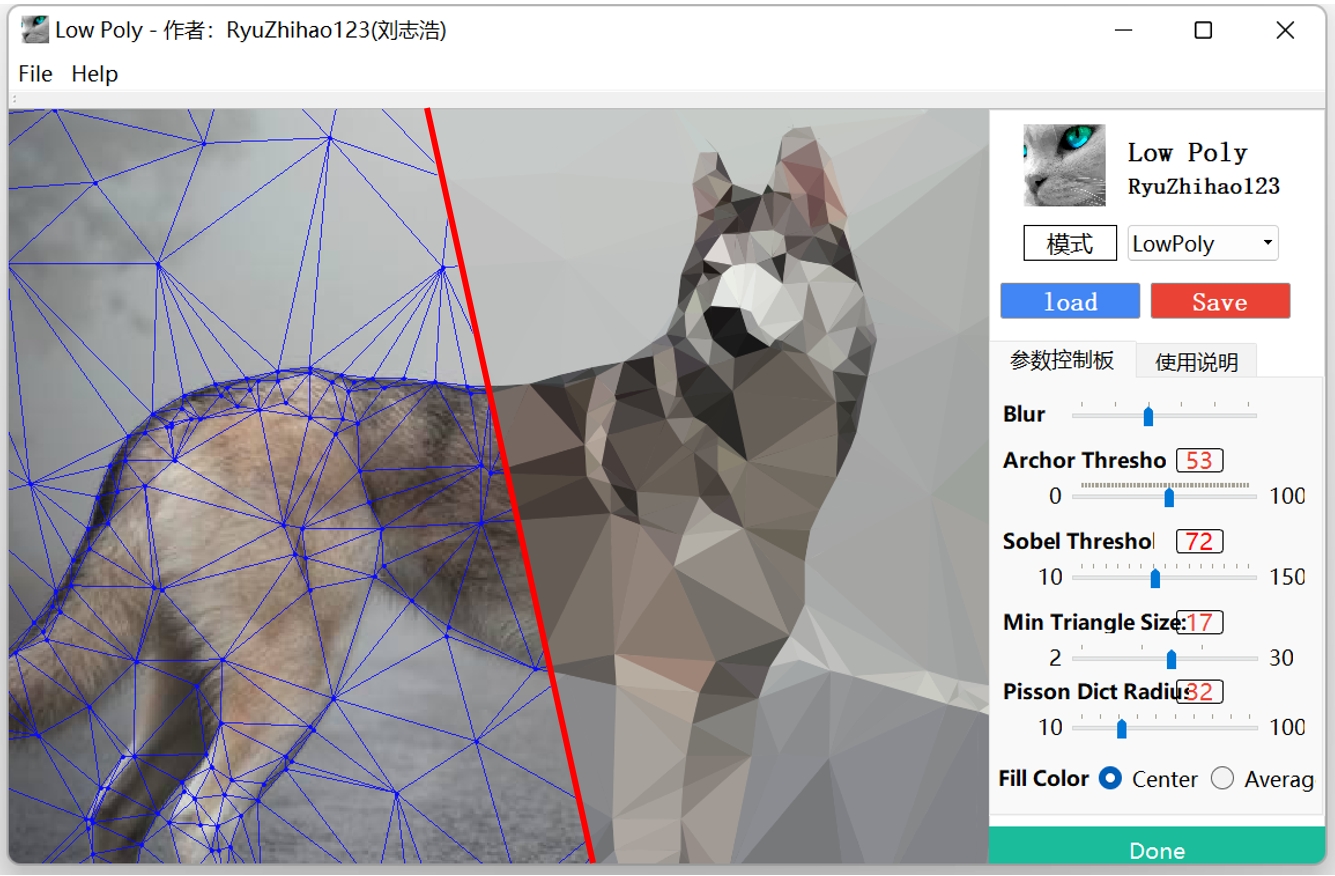 Low Poly - 作者：RyuZhihao123(刘志浩)
File Help
Low Poly
RyuZhihao123
模式 LowPoly
load Save
参数控制板 使用说明
Blur
Archor Thresho 53
0 100
Sobel Threshol 72
10 150
Min Triangle Size: 17
2 30
Pisson Dict Radius 32
10 100
Fill Color Center Averag
Done